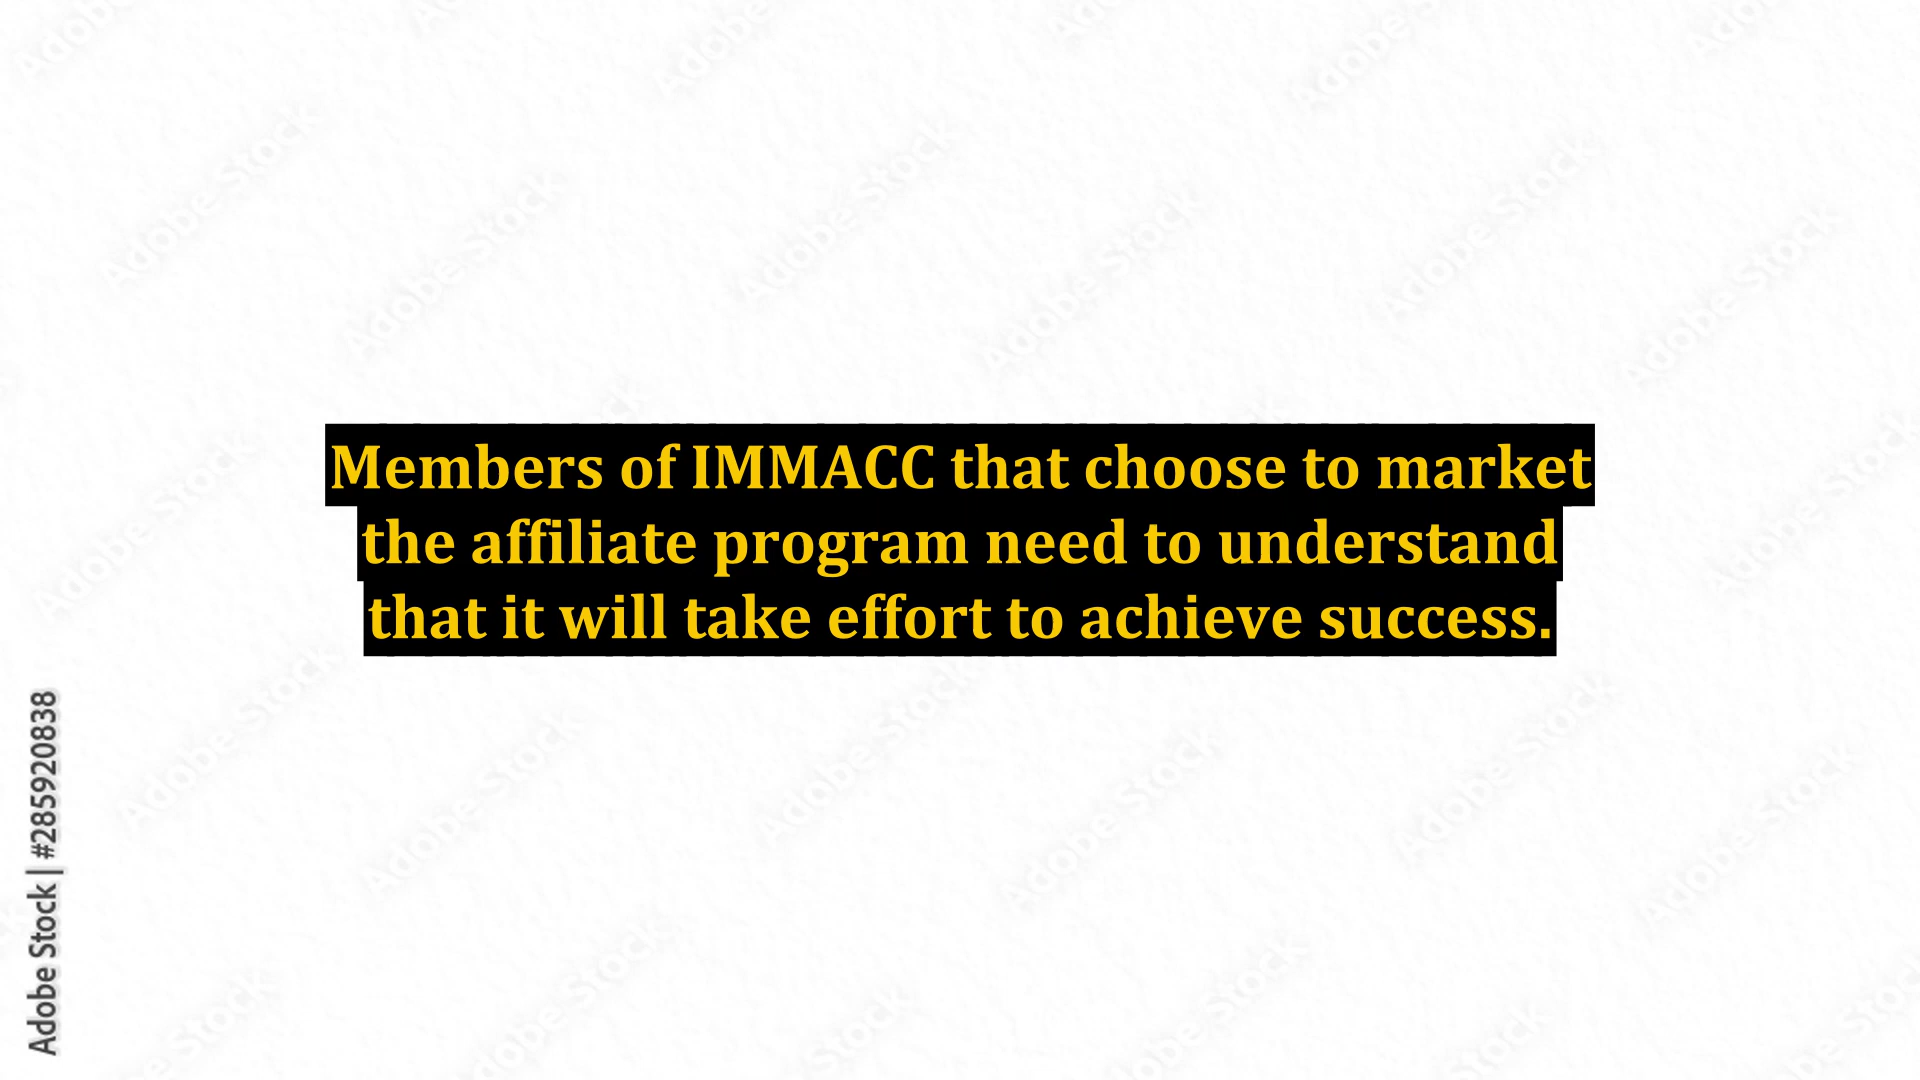 Members of IMMACC that choose to market
the affiliate program need to understand
that it will take effort to achieve success.
Adobe Stock | #285920838